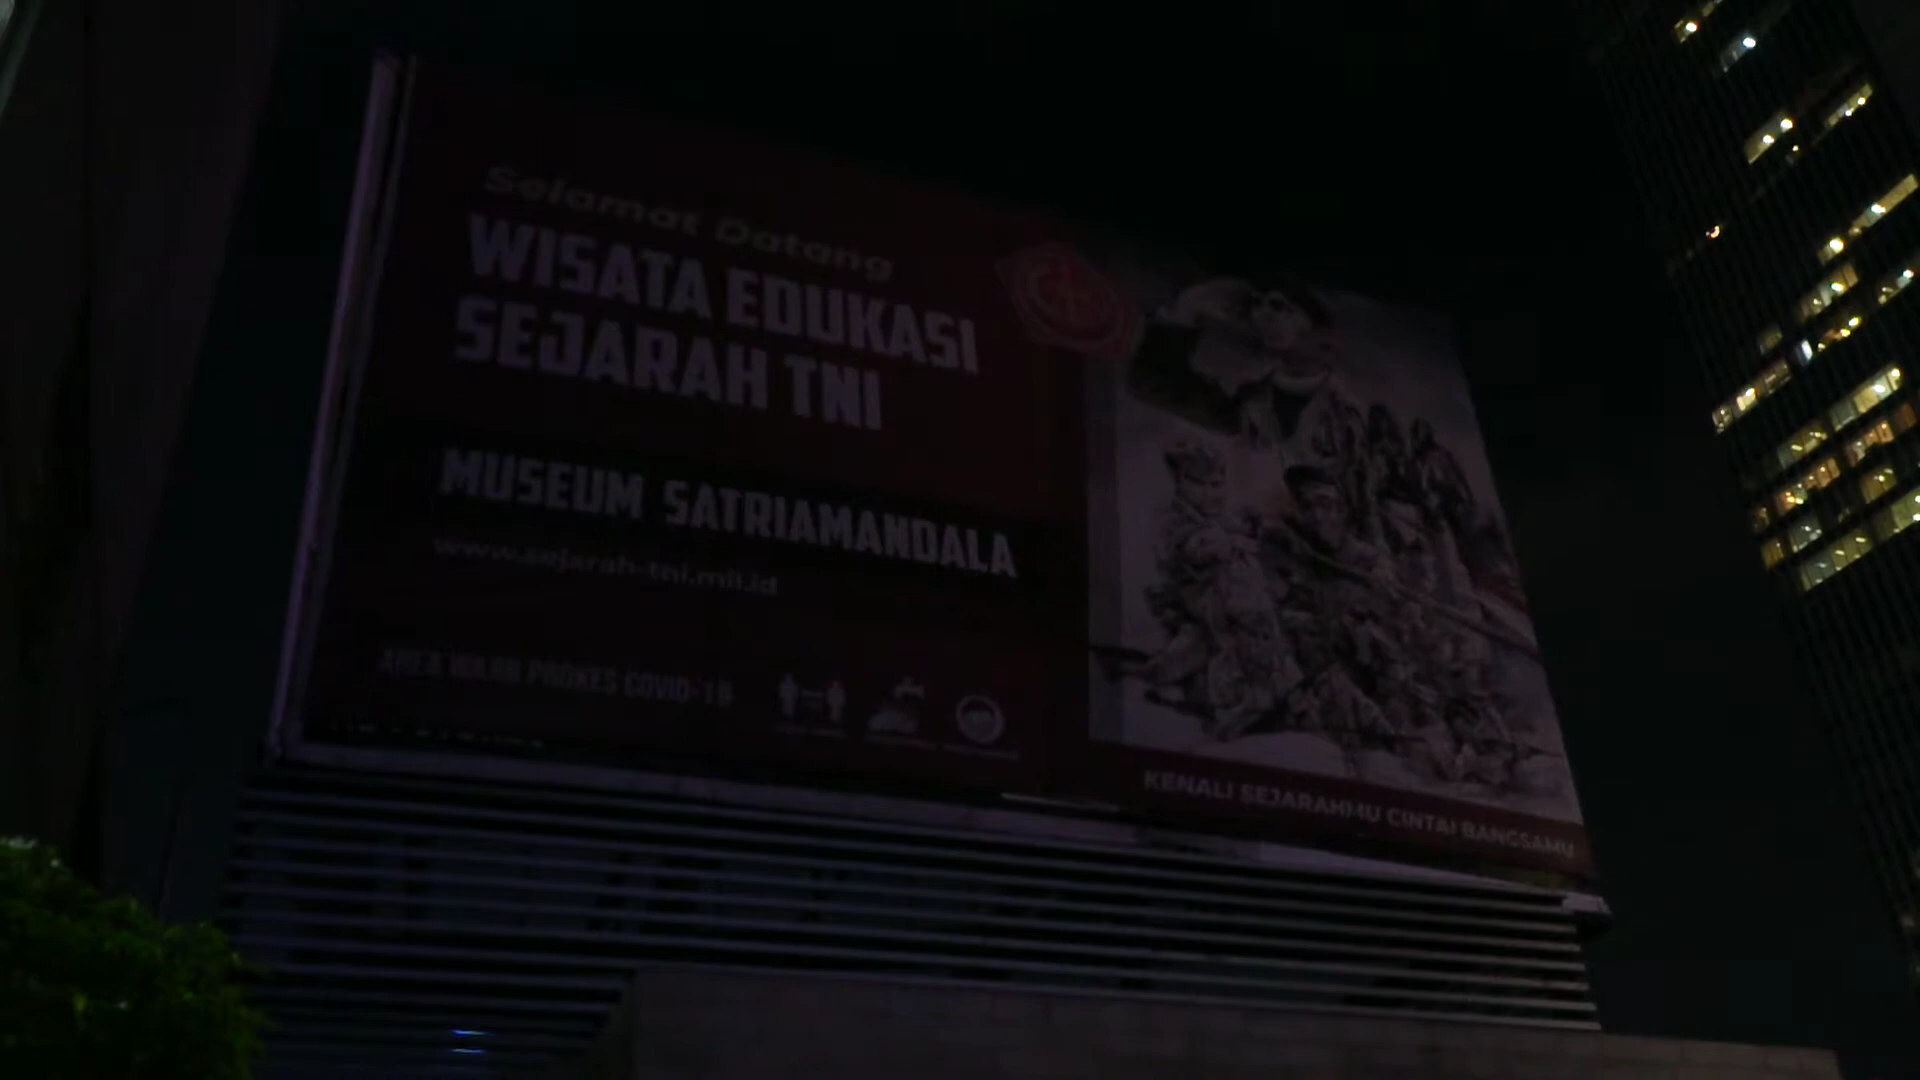 Selamat Datang
WISATA EDUKASI
SEJARAH TNI
MUSEUM SATRIAMANDALA
www.sejarah-tni.mil.id
AREA WAJIB PROKES COVID-19
KENALI SEJARAHMU CINTAI BANGSAMU